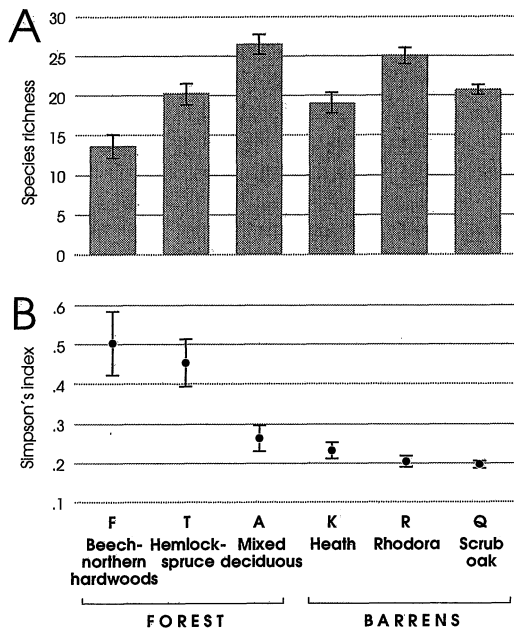 A
Species richness
30
25
20
15
10
5
0
B
Simpson's index
.6
.5
.4
.3
.2
.1
F T A K R Q
Beech- Hemlock- Mixed Heath Rhodora Scrub
northern spruce deciduous oak
hardwoods
FOREST BARRENS